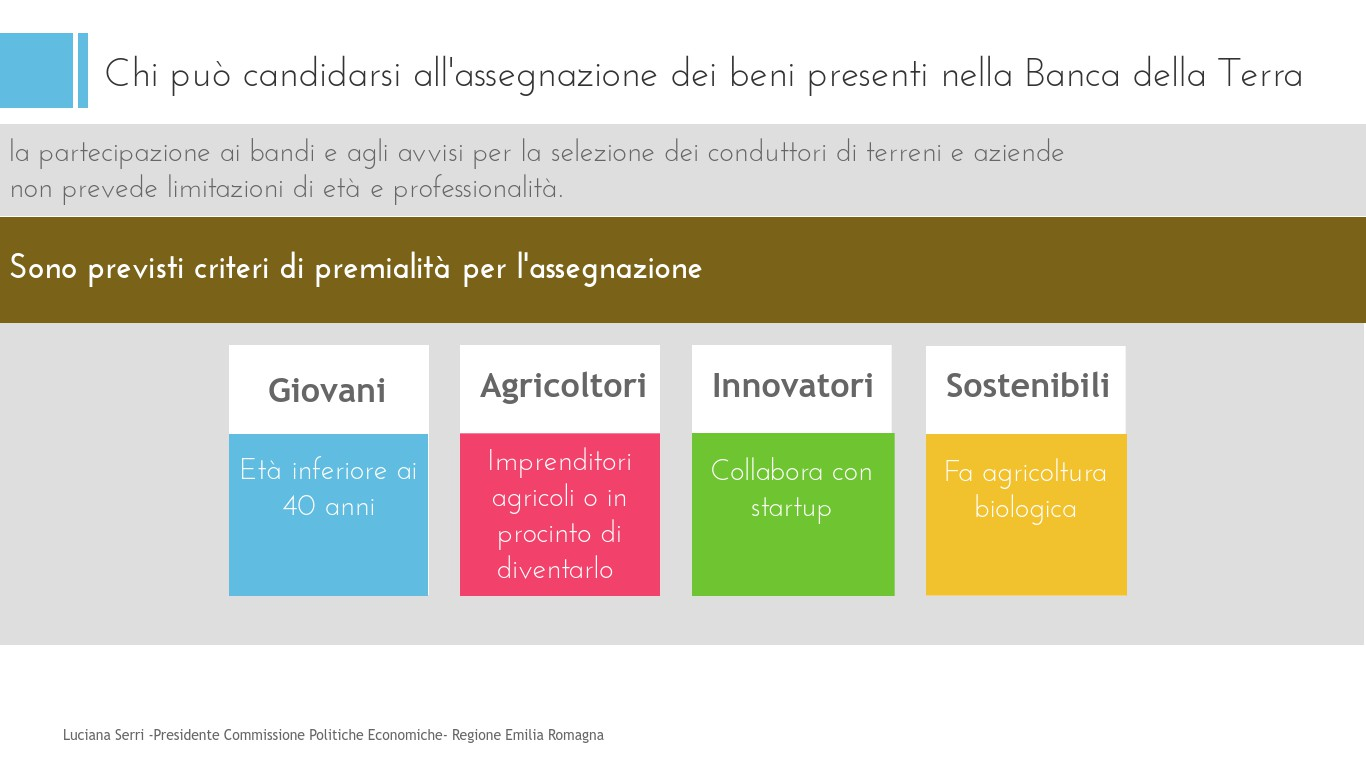 Chi può candidarsi all'assegnazione dei beni presenti nella Banca della Terra
la partecipazione ai bandi e agli avvisi per la selezione dei conduttori di terreni e aziende
non prevede limitazioni di età e professionalità.
Sono previsti criteri di premialità per l'assegnazione
Giovani
Età inferiore ai
40 anni
Agricoltori
Imprenditori
agricoli o in
procinto di
diventarlo
Innovatori
Collabora con
startup
Sostenibili
Fa agricoltura
biologica
Luciana Serri -Presidente Commissione Politiche Economiche- Regione Emilia Romagna